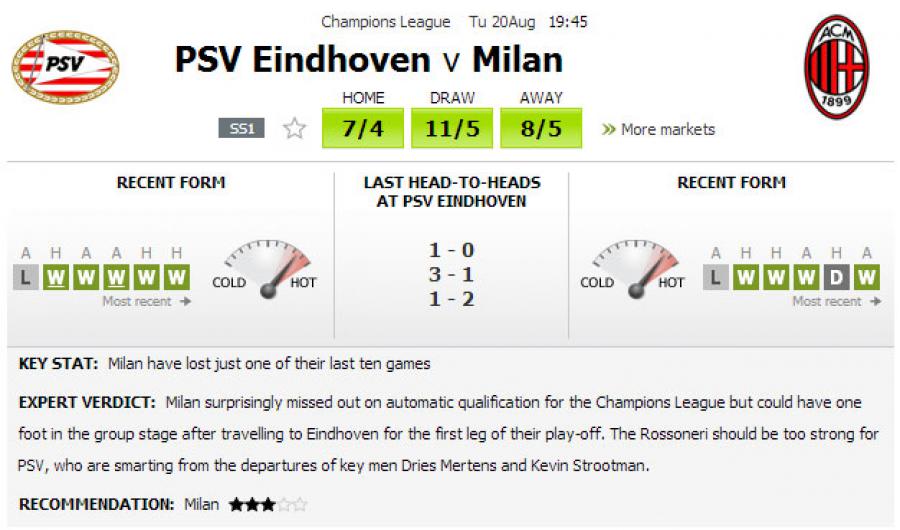 Champions League Tu 20Aug 19:45
PSV
PSV Eindhoven v Milan
ACM
1899
HOME DRAW AWAY
SS1 7/4 11/5 8/5 » More markets
RECENT FORM
A H A A H H
L W W W W W
COLD HOT
Most recent →
LAST HEAD-TO-HEADS
AT PSV EINDHOVEN
1 - 0
3 - 1
1 - 2
RECENT FORM
COLD HOT
A H H A H A
L W W W D W
Most recent →
KEY STAT: Milan have lost just one of their last ten games
EXPERT VERDICT: Milan surprisingly missed out on automatic qualification for the Champions League but could have one
foot in the group stage after travelling to Eindhoven for the first leg of their play-off. The Rossoneri should be too strong for
PSV, who are smarting from the departures of key men Dries Mertens and Kevin Strootman.
RECOMMENDATION: Milan ★★★☆☆